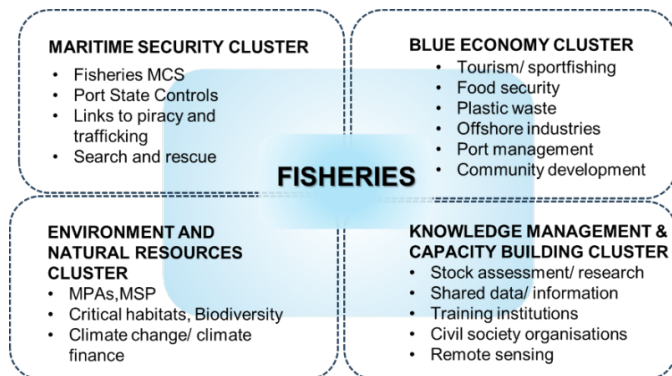 MARITIME SECURITY CLUSTER
• Fisheries MCS
• Port State Controls
• Links to piracy and
trafficking
• Search and rescue
BLUE ECONOMY CLUSTER
• Tourism/ sportfishing
• Food security
• Plastic waste
• Offshore industries
• Port management
• Community development
FISHERIES
ENVIRONMENT AND
NATURAL RESOURCES
CLUSTER
• MPAs,MSP
• Critical habitats, Biodiversity
• Climate change/ climate
finance
KNOWLEDGE MANAGEMENT &
CAPACITY BUILDING CLUSTER
• Stock assessment/ research
• Shared data/ information
• Training institutions
• Civil society organisations
• Remote sensing